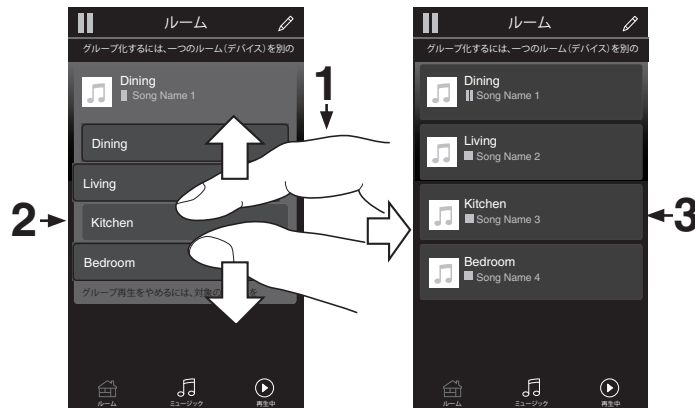 ルーム
グループ化するには、一つのルーム(デバイス)を別の
Dining
Song Name 1
Dining
Living
Kitchen
Bedroom
グループ再生をやめるには、対象の
を
ルーム
ミュージック
再生中
1
2
ルーム
グループ化するには、一つのルーム(デバイス)を別の
Dining
Song Name 1
Living
Song Name 2
Kitchen
Song Name 3
Bedroom
Song Name 4
ルーム
ミュージック
再生中
3